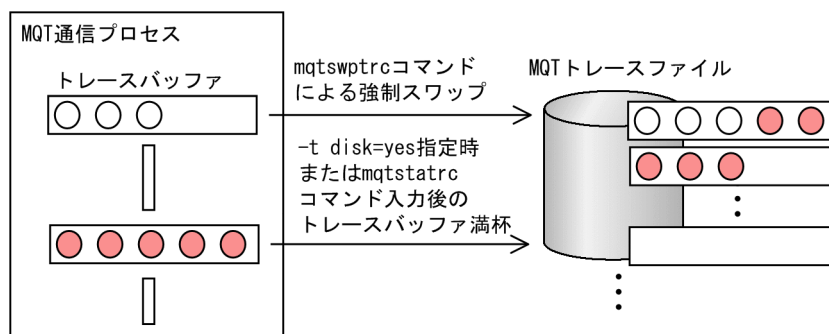 MQT通信プロセス
トレースバッファ
mqtswptrcコマンド
による強制スワップ
MQTトレースファイル
-t disk=yes指定時
またはmqtstatrc
コマンド入力後の
トレースバッファ満杯